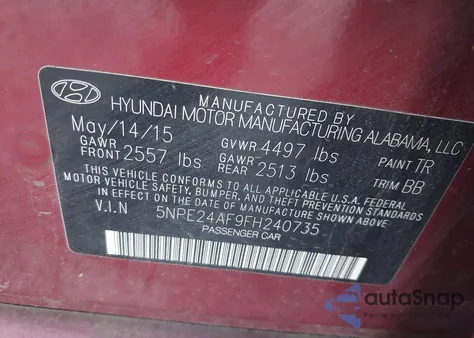 MANUFACTURED BY
HYUNDAI MOTOR MANUFACTURING ALABAMA, LLC
May/14/15 GVWR 4497 lbs PAINT TR
GAWR FRONT 2557 lbs GAWR REAR 2513 lbs TRIM BB
THIS VEHICLE CONFORMS TO ALL APPLICABLE U.S.A FEDERAL
MOTOR VEHICLE SAFETY, BUMPER, AND THEFT PREVENTION STANDARDS
IN EFFECT ON THE DATE OF MANUFACTURE SHOWN ABOVE.
V.I.N 5NPE24AF9FH240735
PASSENGER CAR
autoSnap